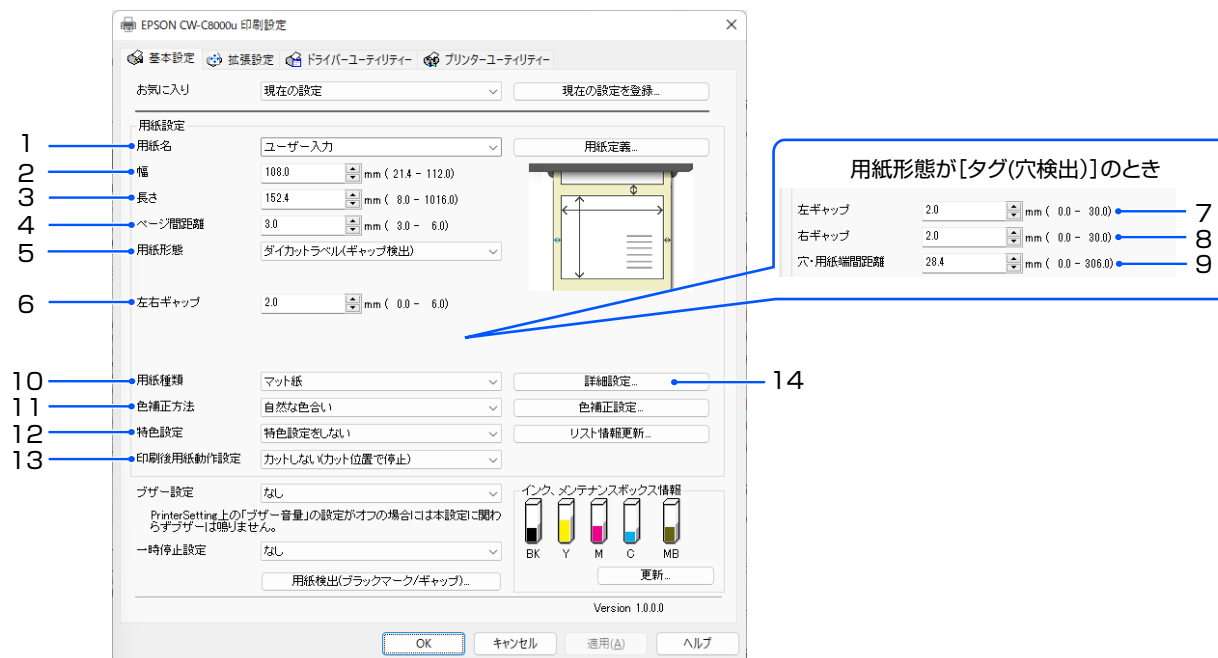 EPSON CW-C8000u 印刷設定
基本設定 拡張設定 ドライバーユーティリティー プリンターユーティリティー
お気に入り 現在の設定 現在の設定を登録...
用紙設定
1 用紙名 ユーザー入力 用紙定義...
2 幅 108.0 mm ( 21.4 - 112.0)
3 長さ 152.4 mm ( 8.0 - 1016.0)
4 ページ間距離 3.0 mm ( 3.0 - 6.0)
5 用紙形態 ダイカットラベル(ギャップ検出)
6 左右ギャップ 2.0 mm ( 0.0 - 6.0)
用紙形態が[タグ(穴検出)]のとき
左ギャップ 2.0 mm ( 0.0 - 30.0) 7
右ギャップ 2.0 mm ( 0.0 - 30.0) 8
穴・用紙端間距離 28.4 mm ( 0.0 - 306.0) 9
10 用紙種類 マット紙 詳細設定... 14
11 色補正方法 自然な色合い 色補正設定...
12 特色設定 特色設定をしない リスト情報更新...
13 印刷後用紙動作設定 カットしない(カット位置で停止)
ブザー設定 なし
PrinterSetting上の「ブザー音量」の設定がオフの場合には本設定に関わ
らずブザーは鳴りません。
一時停止設定 なし
用紙検出(ブラックマーク/ギャップ)...
インク、メンテナンスボックス情報
BK Y M C MB
更新...
Version 1.0.0.0
OK キャンセル 適用(A) ヘルプ